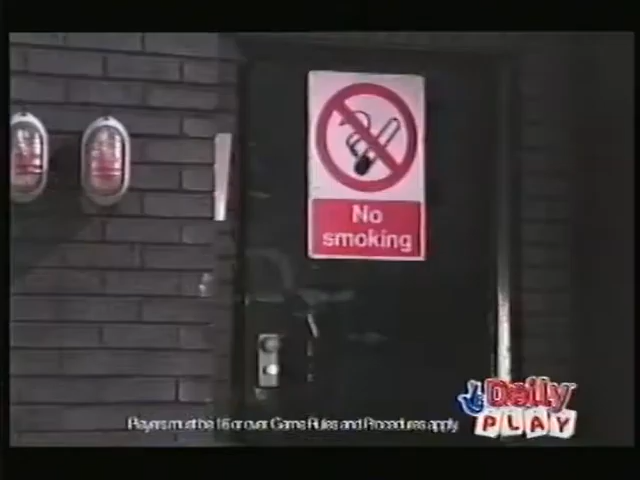 No
smoking
Daily
PLAY
Players must be 16 or over Game Rules and Procedures apply.